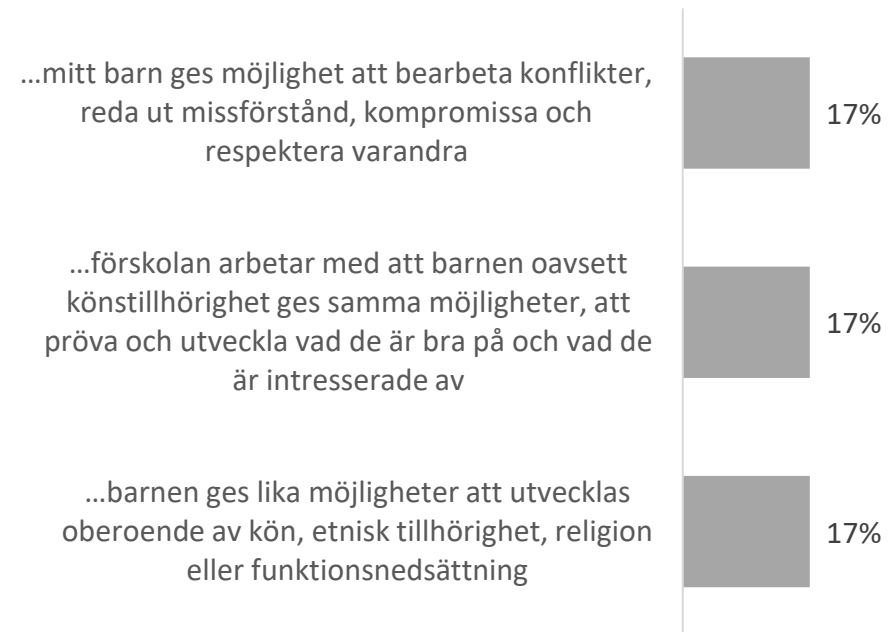 ...mitt barn ges möjlighet att bearbeta konflikter,
reda ut missförstånd, kompromissa och
respektera varandra
17%
...förskolan arbetar med att barnen oavsett
könstillhörighet ges samma möjligheter, att
pröva och utveckla vad de är bra på och vad de
är intresserade av
17%
...barnen ges lika möjligheter att utvecklas
oberoende av kön, etnisk tillhörighet, religion
eller funktionsnedsättning
17%